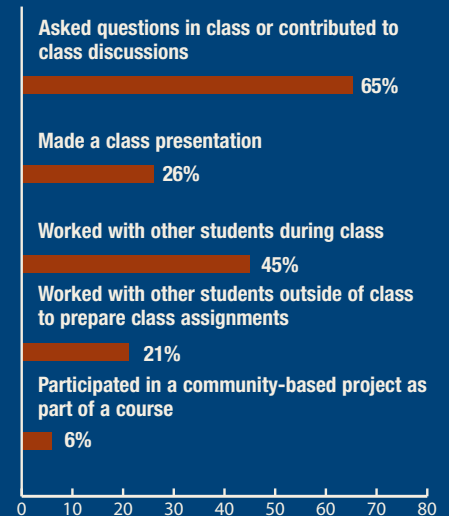 Asked questions in class or contributed to
class discussions
65%
Made a class presentation
26%
Worked with other students during class
45%
Worked with other students outside of class
to prepare class assignments
21%
Participated in a community-based project as
part of a course
6%
0 10 20 30 40 50 60 70 80